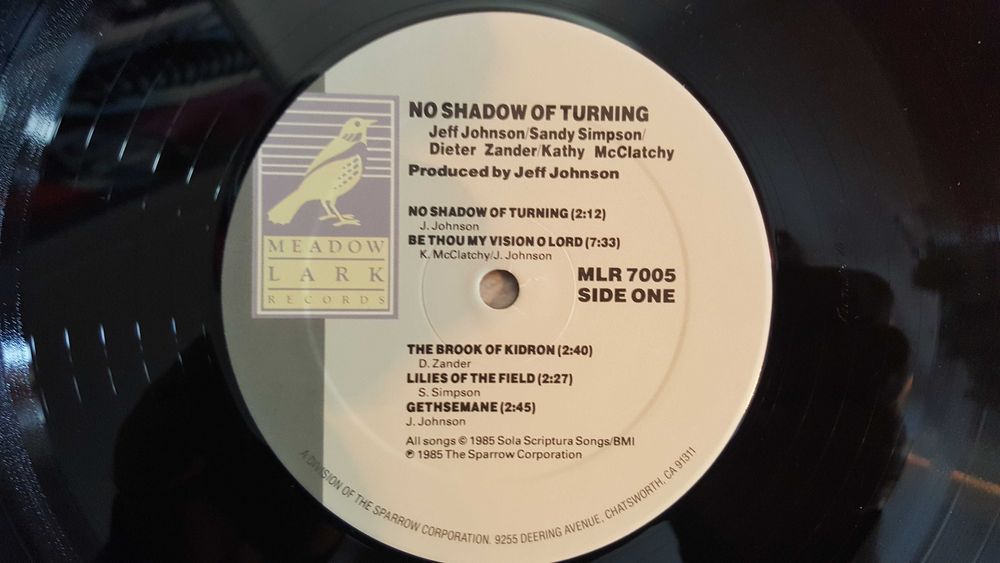 NO SHADOW OF TURNING
Jeff Johnson/Sandy Simpson/
Dieter Zander/Kathy McClatchy
Produced by Jeff Johnson
NO SHADOW OF TURNING (2:12)
J. Johnson
BE THOU MY VISION O LORD (7:33)
K. McClatchy/J. Johnson
MEADOW
LARK
RECORDS
MLR 7005
SIDE ONE
THE BROOK OF KIDRON (2:40)
D. Zander
LILIES OF THE FIELD (2:27)
S. Simpson
GETHSEMANE (2:45)
J. Johnson
All songs © 1985 Sola Scriptura Songs/BMI
℗ 1985 The Sparrow Corporation
A DIVISION OF THE SPARROW CORPORATION. 9255 DEERING AVENUE, CHATSWORTH, CA 91311